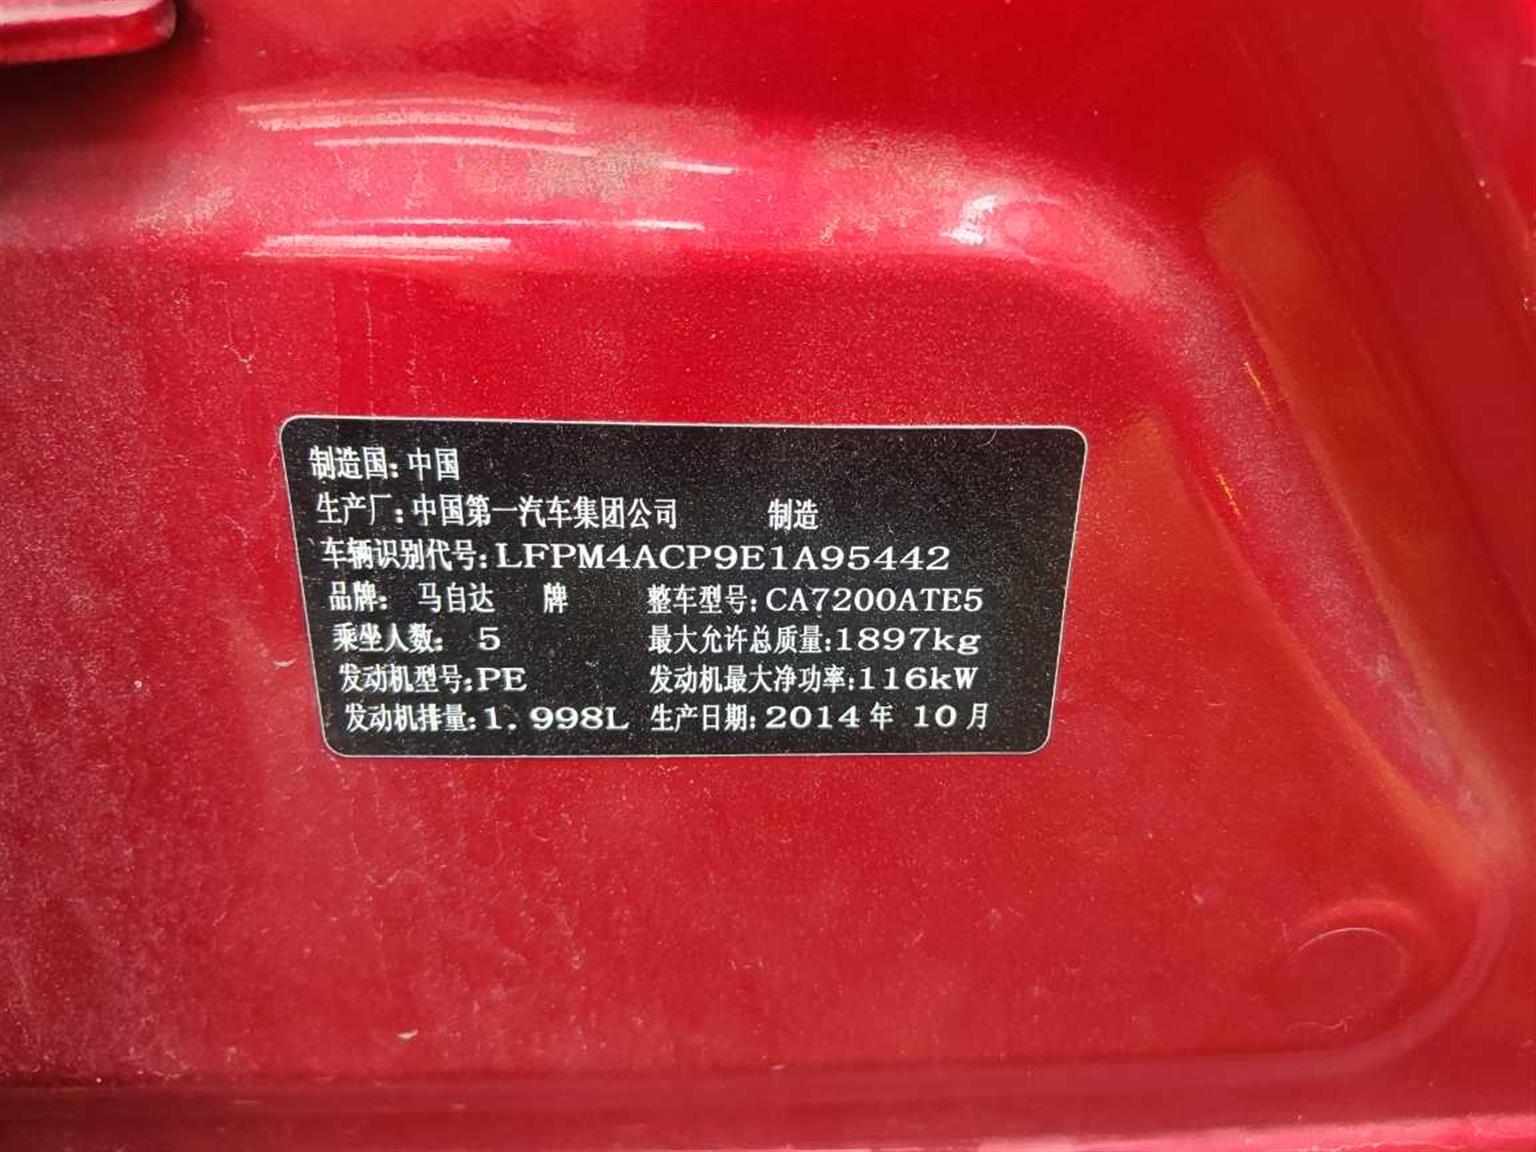 制造国:中国
生产厂:中国第一汽车集团公司 制造
车辆识别代号:LFPM4ACP9E1A95442
品牌: 马自达 牌 整车型号:CA7200ATE5
乘坐人数: 5 最大允许总质量:1897kg
发动机型号:PE 发动机最大净功率:116kW
发动机排量:1.998L 生产日期:2014年 10月